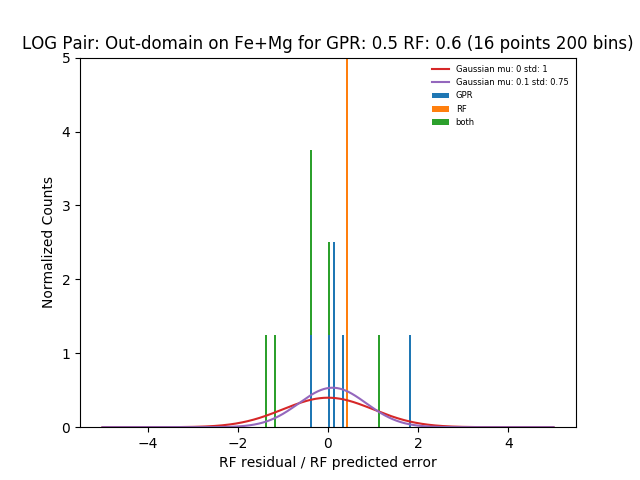 LOG Pair: Out-domain on Fe+Mg for GPR: 0.5 RF: 0.6 (16 points 200 bins)
5
4
3
2
1
0
Normalized Counts
Gaussian mu: 0 std: 1
Gaussian mu: 0.1 std: 0.75
GPR
RF
both
−4 −2 0 2 4
RF residual / RF predicted error